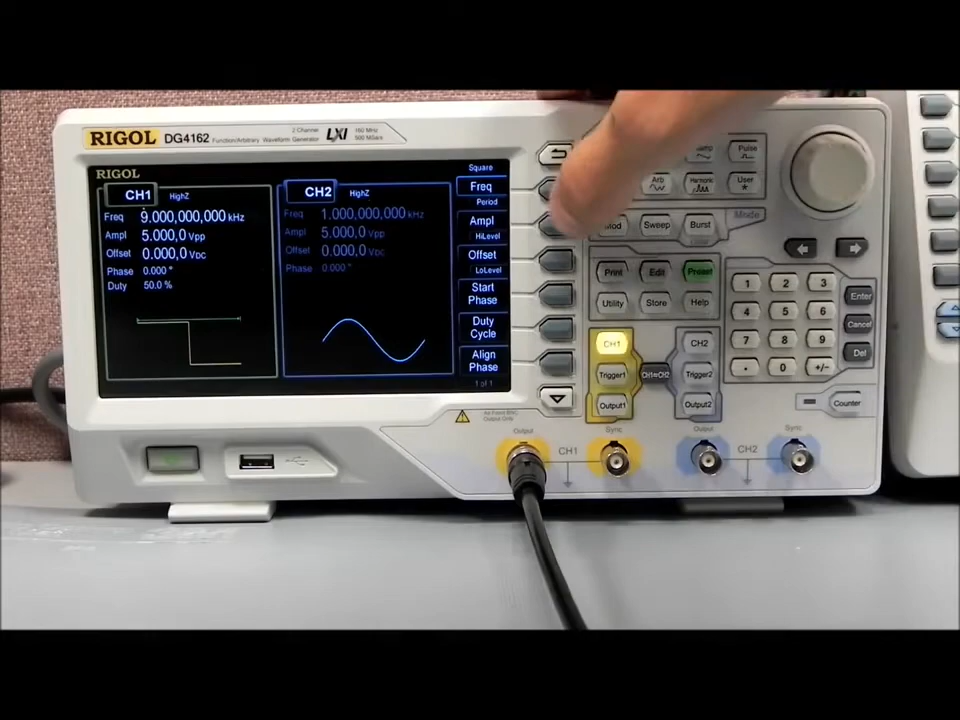 RIGOL DG4162 Function/Arbitrary Waveform Generator
2 Channel LXI 160 MHz 500 MSa/s
RIGOL
CH1 HighZ
Freq 9.000,000,000 kHz
Ampl 5.000,0 Vpp
Offset 0.000,0 VDC
Phase 0.000 °
Duty 50.0 %
CH2 HighZ
Freq 1.000,000,000 kHz
Ampl 5.000,0 Vpp
Offset 0.000,0 VDC
Phase 0.000 °
Square
Freq
Period
Ampl
HiLevel
Offset
LoLevel
Start
Phase
Duty
Cycle
Align
Phase
1 of 1
Pulse
Arb Harmonic User
Mod Sweep Burst Mode
Print Edit Preset
Utility Store Help
CH1 CH2
Trigger1 CH1⇌CH2 Trigger2
Output1 Output2
1 2 3 Enter
4 5 6 Cancel
7 8 9 Del
. 0 +/-
Counter
Output CH1 Sync
Output CH2 Sync